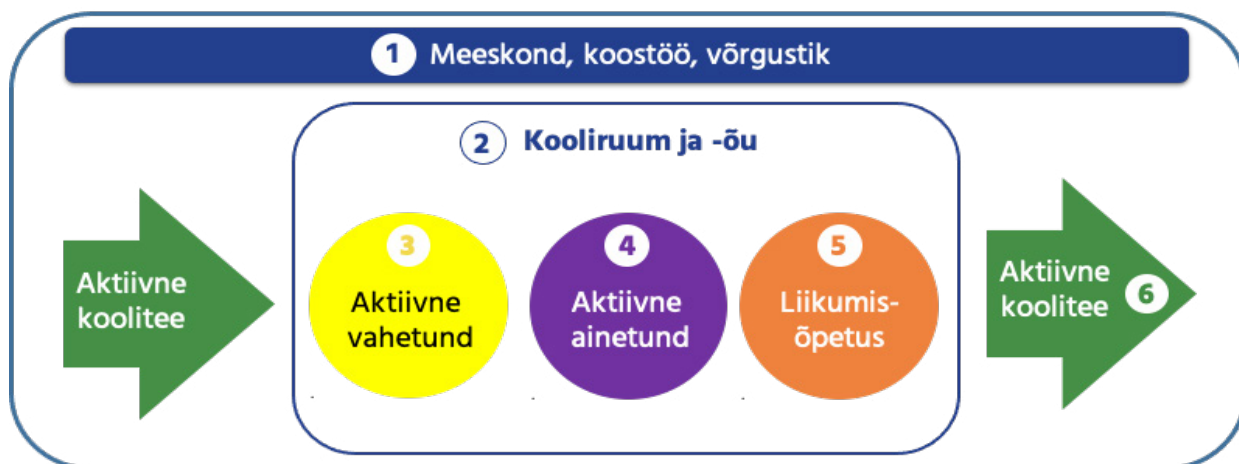 1 Meeskond, koostöö, võrgustik
2 Kooliruum ja -õu
Aktiivne
koolitee
3
Aktiivne
vahetund
4
Aktiivne
ainetund
5
Liikumis-
õpetus
Aktiivne
koolitee 6